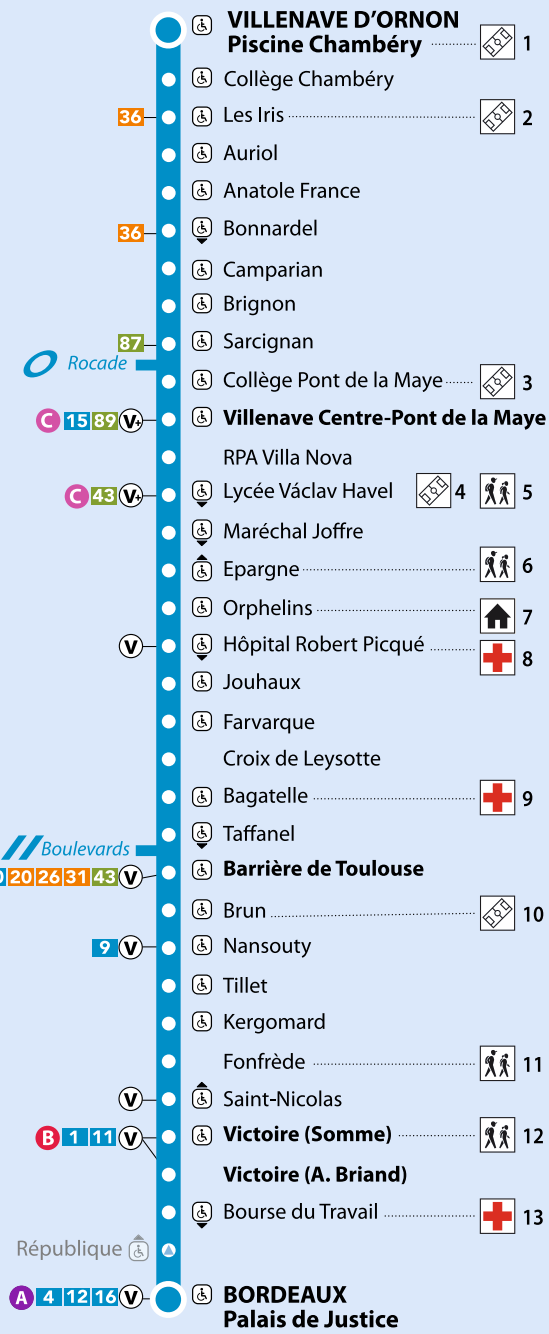 VILLENAVE D’ORNON
Piscine Chambéry 1
Collège Chambéry
36 Les Iris 2
Auriol
Anatole France
36 Bonnardel
Camparian
Brignon
87 Sarcignan
Rocade
Collège Pont de la Maye 3
C 15 89 V+ Villenave Centre-Pont de la Maye
RPA Villa Nova
C 43 V+ Lycée Václav Havel 4 5
Maréchal Joffre
Epargne 6
Orphelins 7
V Hôpital Robert Picqué 8
Jouhaux
Farvarque
Croix de Leysotte
Bagatelle 9
Taffanel
Boulevards
20 26 31 43 V Barrière de Toulouse
Brun 10
9 V Nansouty
Tillet
Kergomard
Fonfrède 11
V Saint-Nicolas
B 1 11 V Victoire (Somme) 12
Victoire (A. Briand)
Bourse du Travail 13
République
A 4 12 16 V BORDEAUX
Palais de Justice